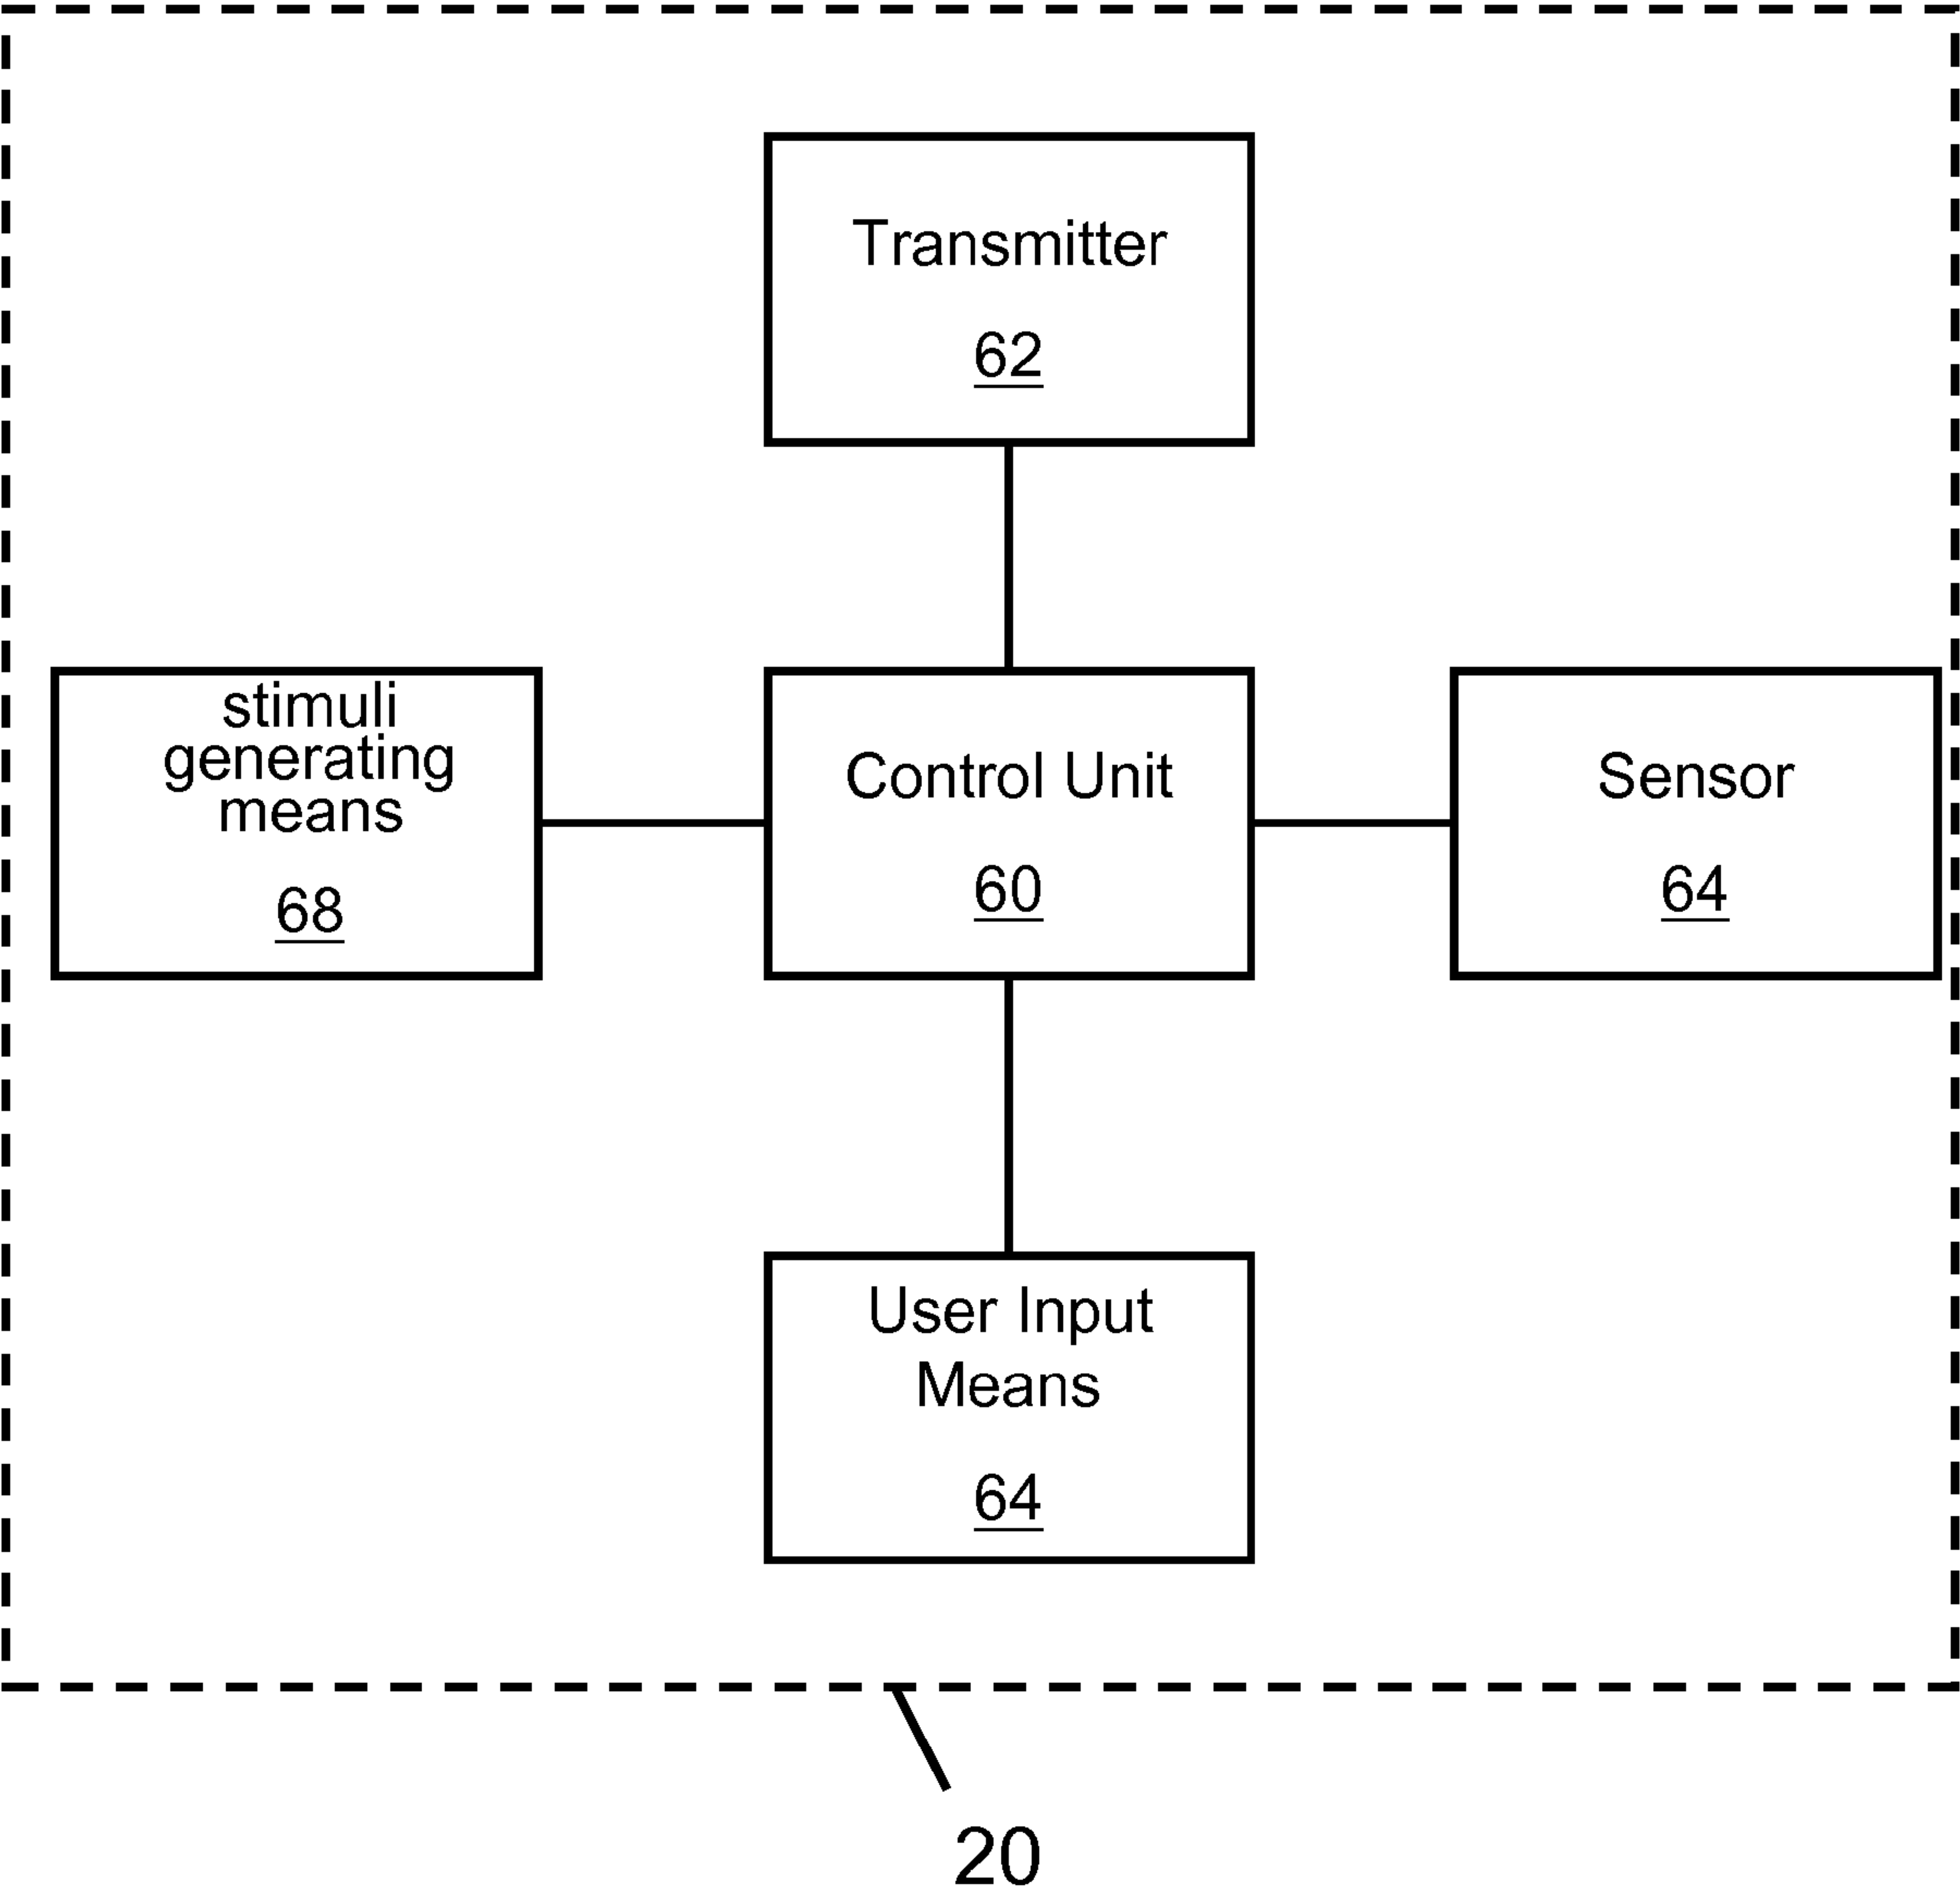 Transmitter
62
stimuli
generating
means
68
Control Unit
60
Sensor
64
User Input
Means
64
20